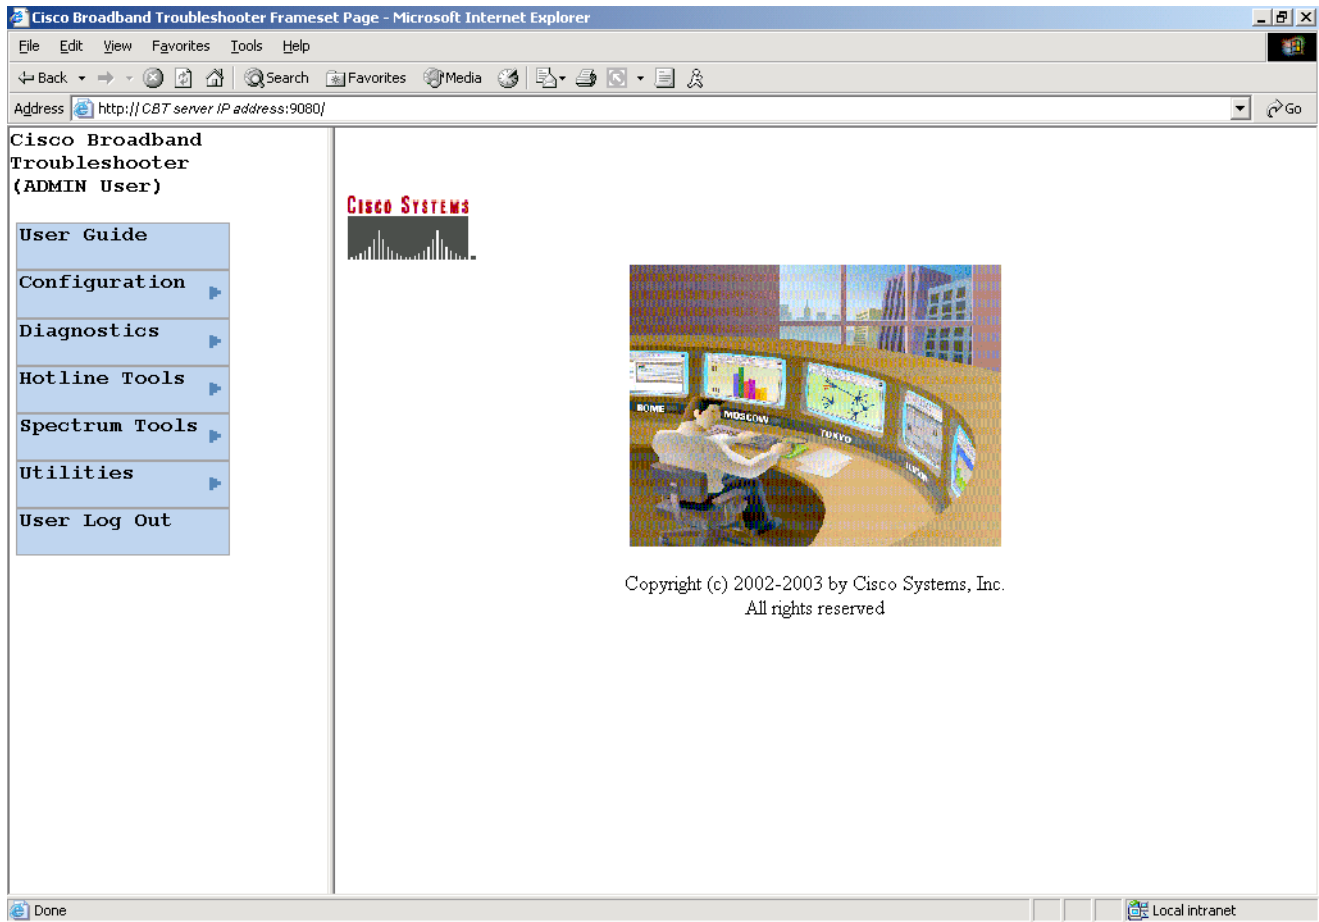 Cisco Broadband Troubleshooter Frameset Page - Microsoft Internet Explorer
File Edit View Favorites Tools Help
Back Search Favorites Media
Address http://CBT server IP address:9080/ Go
Cisco Broadband
Troubleshooter
(ADMIN User)
User Guide
Configuration
Diagnostics
Hotline Tools
Spectrum Tools
Utilities
User Log Out
CISCO SYSTEMS
ROME
MOSCOW
TOKYO
Copyright (c) 2002-2003 by Cisco Systems, Inc.
All rights reserved
Done
Local intranet